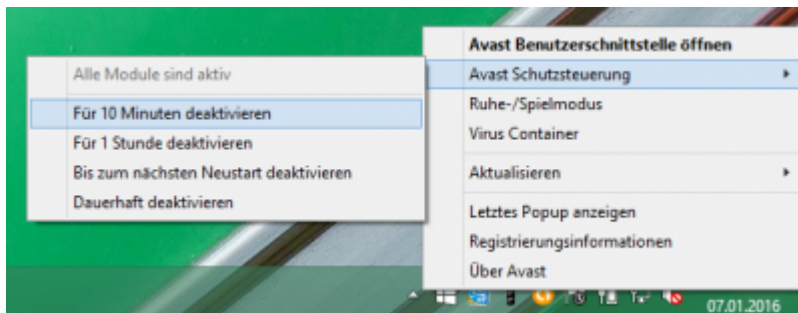 Alle Module sind aktiv
Für 10 Minuten deaktivieren
Für 1 Stunde deaktivieren
Bis zum nächsten Neustart deaktivieren
Dauerhaft deaktivieren
Avast Benutzerschnittstelle öffnen
Avast Schutzsteuerung
Ruhe-/Spielmodus
Virus Container
Aktualisieren
Letztes Popup anzeigen
Registrierungsinformationen
Über Avast
07.01.2016